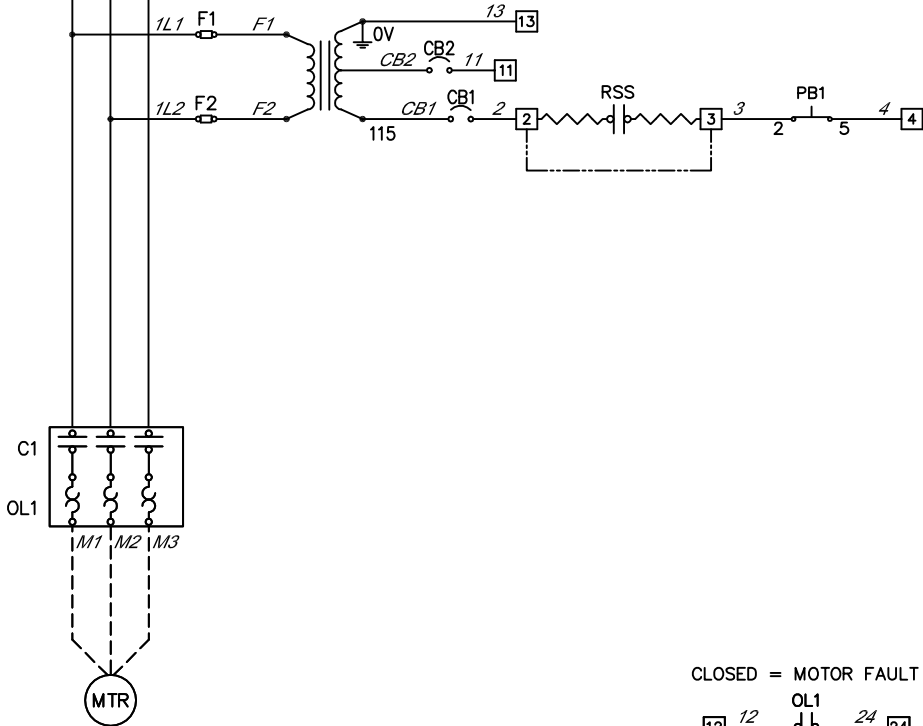 13
13
1L1 F1 F1
0V
CB2 CB2 11
11
1L2 F2 F2
115
CB1 CB1 2
2
RSS
3
3
PB1
2 5
4
4
C1
OL1
M1 M2 M3
MTR
CLOSED = MOTOR FAULT
OL1
12 24